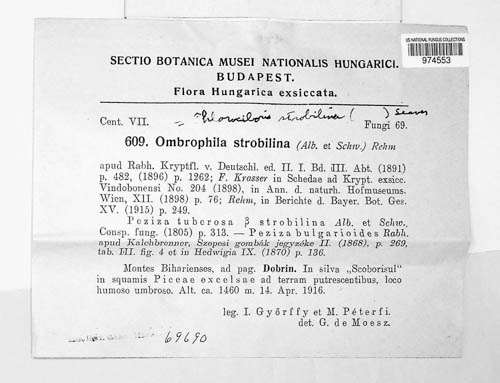 US NATIONAL FUNGUS COLLECTIONS
974553
SECTIO BOTANICA MUSEI NATIONALIS HUNGARICI.
BUDAPEST.
Flora Hungarica exsiccata.
Cent. VII.
= strobilina ( ) Seaver
Fungi 69.
609. Ombrophila strobilina (Alb. et Schw.) Rehm
apud Rabh. Kryptfl. v. Deutschl. ed. II. I. Bd. III. Abt. (1891)
p. 482, (1896) p. 1262; F. Krasser in Schedae ad Krypt. exsicc.
Vindobonensi No. 204 (1898), in Ann. d. naturh. Hofmuseums.
Wien, XII. (1898) p. 76; Rehm, in Berichte d. Bayer. Bot. Ges.
XV. (1915) p. 249.
Peziza tuberosa β strobilina Alb. et Schw.
Consp. fung. (1805) p. 313. — Peziza bulgarioides Rabh.
apud Kalchbrenner, Szepesi gombák jegyzéke II. (1868), p. 269,
tab. III. fig. 4 et in Hedwigia IX. (1870) p. 136.
Montes Bihariensis, ad pag. Dobrin. In silva „Scoborisul"
in squamis Piceae excelsae ad terram putrescentibus, loco
humoso umbroso. Alt. ca. 1460 m. 14. Apr. 1916.
leg. I. Győrffy et M. Péterfi.
det. G. de Moesz.
69690